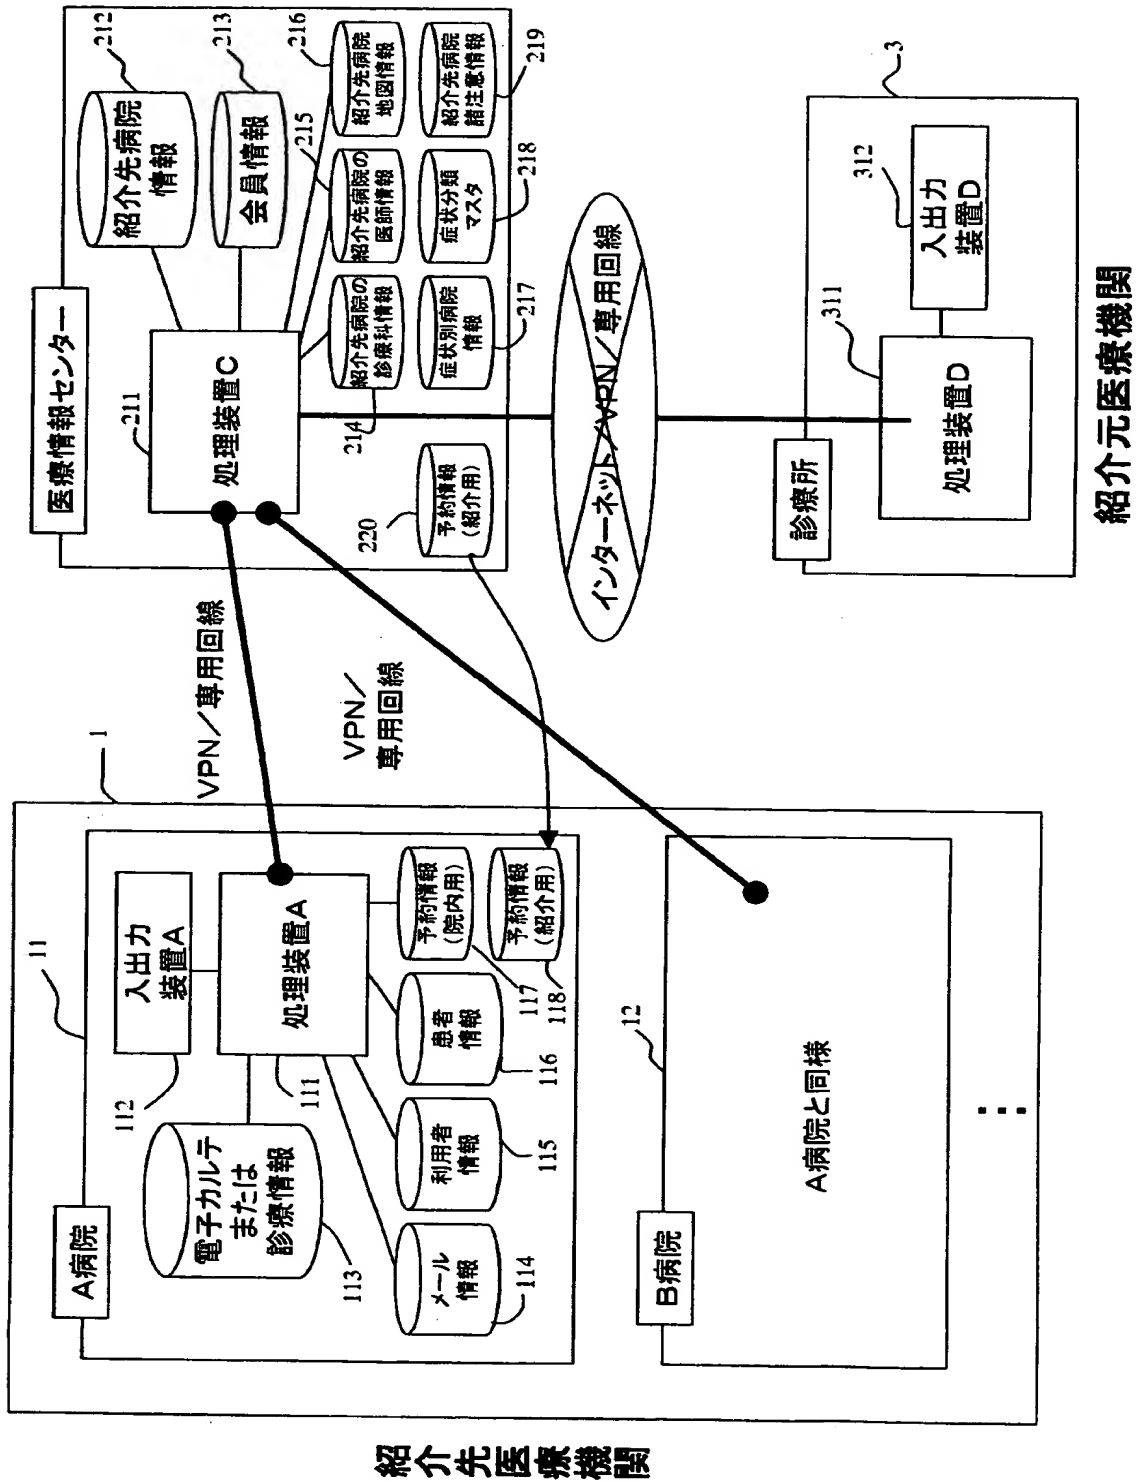 紹介先医療機関
1
A病院
11
電子カルテ
または
診療情報
113
入出力
装置A
112
処理装置A
111
メール
情報
114
利用者
情報
115
患者
情報
116
予約情報
(院内用)
117
予約情報
(紹介用)
118
B病院
12
A病院と同様
VPN/専用回線
VPN/
専用回線
医療情報センター
処理装置C
211
紹介先病院
情報
212
会員情報
213
紹介先病院の
診療科情報
214
紹介先病院の
医師情報
215
紹介先病院
地図情報
216
症状別病院
情報
217
症状分類
マスタ
218
紹介先病院
諸注意情報
219
予約情報
(紹介用)
220
インターネット/VPN/専用回線
診療所
3
処理装置D
311
入出力
装置D
312
紹介元医療機関